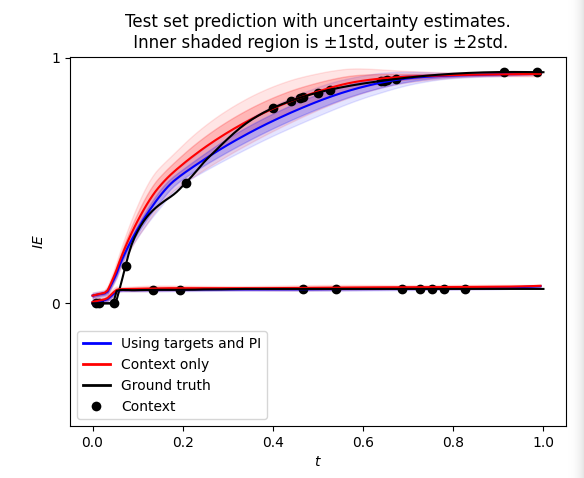 Test set prediction with uncertainty estimates.
Inner shaded region is ±1std, outer is ±2std.
1
IE
0
Using targets and PI
Context only
Ground truth
Context
0.0 0.2 0.4 0.6 0.8 1.0
t